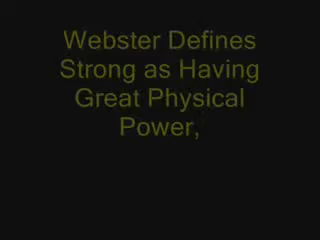 Webster Defines
Strong as Having
Great Physical
Power,